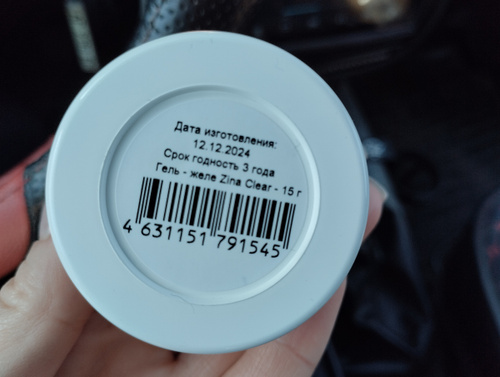 Дата изготовления:
12.12.2024
Срок годность 3 года
Гель - желе Zina Clear - 15 г
4 631151 791545